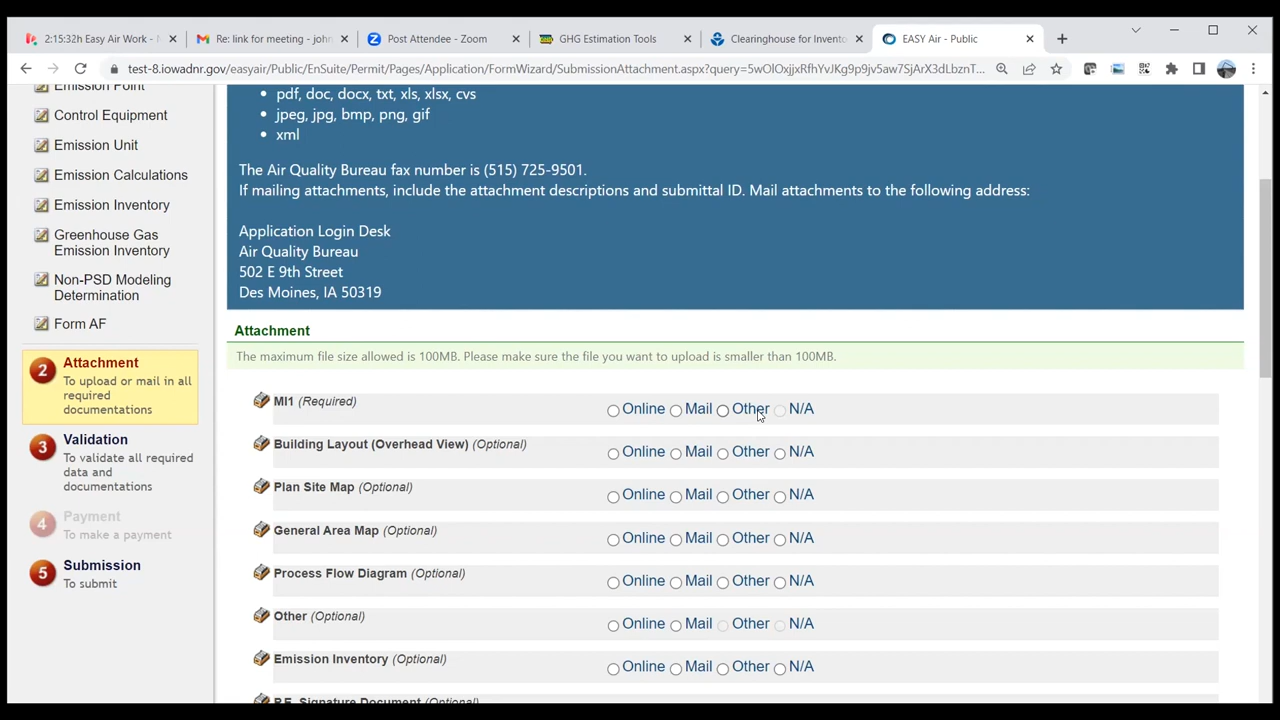 2:15:32h Easy Air Work -
Re: link for meeting - john
Post Attendee - Zoom
GHG Estimation Tools
Clearinghouse for Invento
EASY Air - Public
test-8.iowadnr.gov/easyair/Public/EnSuite/Permit/Pages/Application/FormWizard/SubmissionAttachment.aspx?query=
Emission Point
Control Equipment
Emission Unit
Emission Calculations
Emission Inventory
Greenhouse Gas
Emission Inventory
Non-PSD Modeling
Determination
Form AF
2
Attachment
To upload or mail in all
required
documentations
3
Validation
To validate all required
data and
documentations
4
Payment
To make a payment
5
Submission
To submit
pdf, doc, docx, txt, xls, xlsx, cvs
jpeg, jpg, bmp, png, gif
xml
The Air Quality Bureau fax number is (515) 725-9501.
If mailing attachments, include the attachment descriptions and submittal ID. Mail attachments to the following address:
Application Login Desk
Air Quality Bureau
502 E 9th Street
Des Moines, IA 50319
Attachment
The maximum file size allowed is 100MB. Please make sure the file you want to upload is smaller than 100MB.
MI1 (Required) Online Mail Other N/A
Building Layout (Overhead View) (Optional) Online Mail Other N/A
Plan Site Map (Optional) Online Mail Other N/A
General Area Map (Optional) Online Mail Other N/A
Process Flow Diagram (Optional) Online Mail Other N/A
Other (Optional) Online Mail Other N/A
Emission Inventory (Optional) Online Mail Other N/A
P.E. Signature Document (Optional)